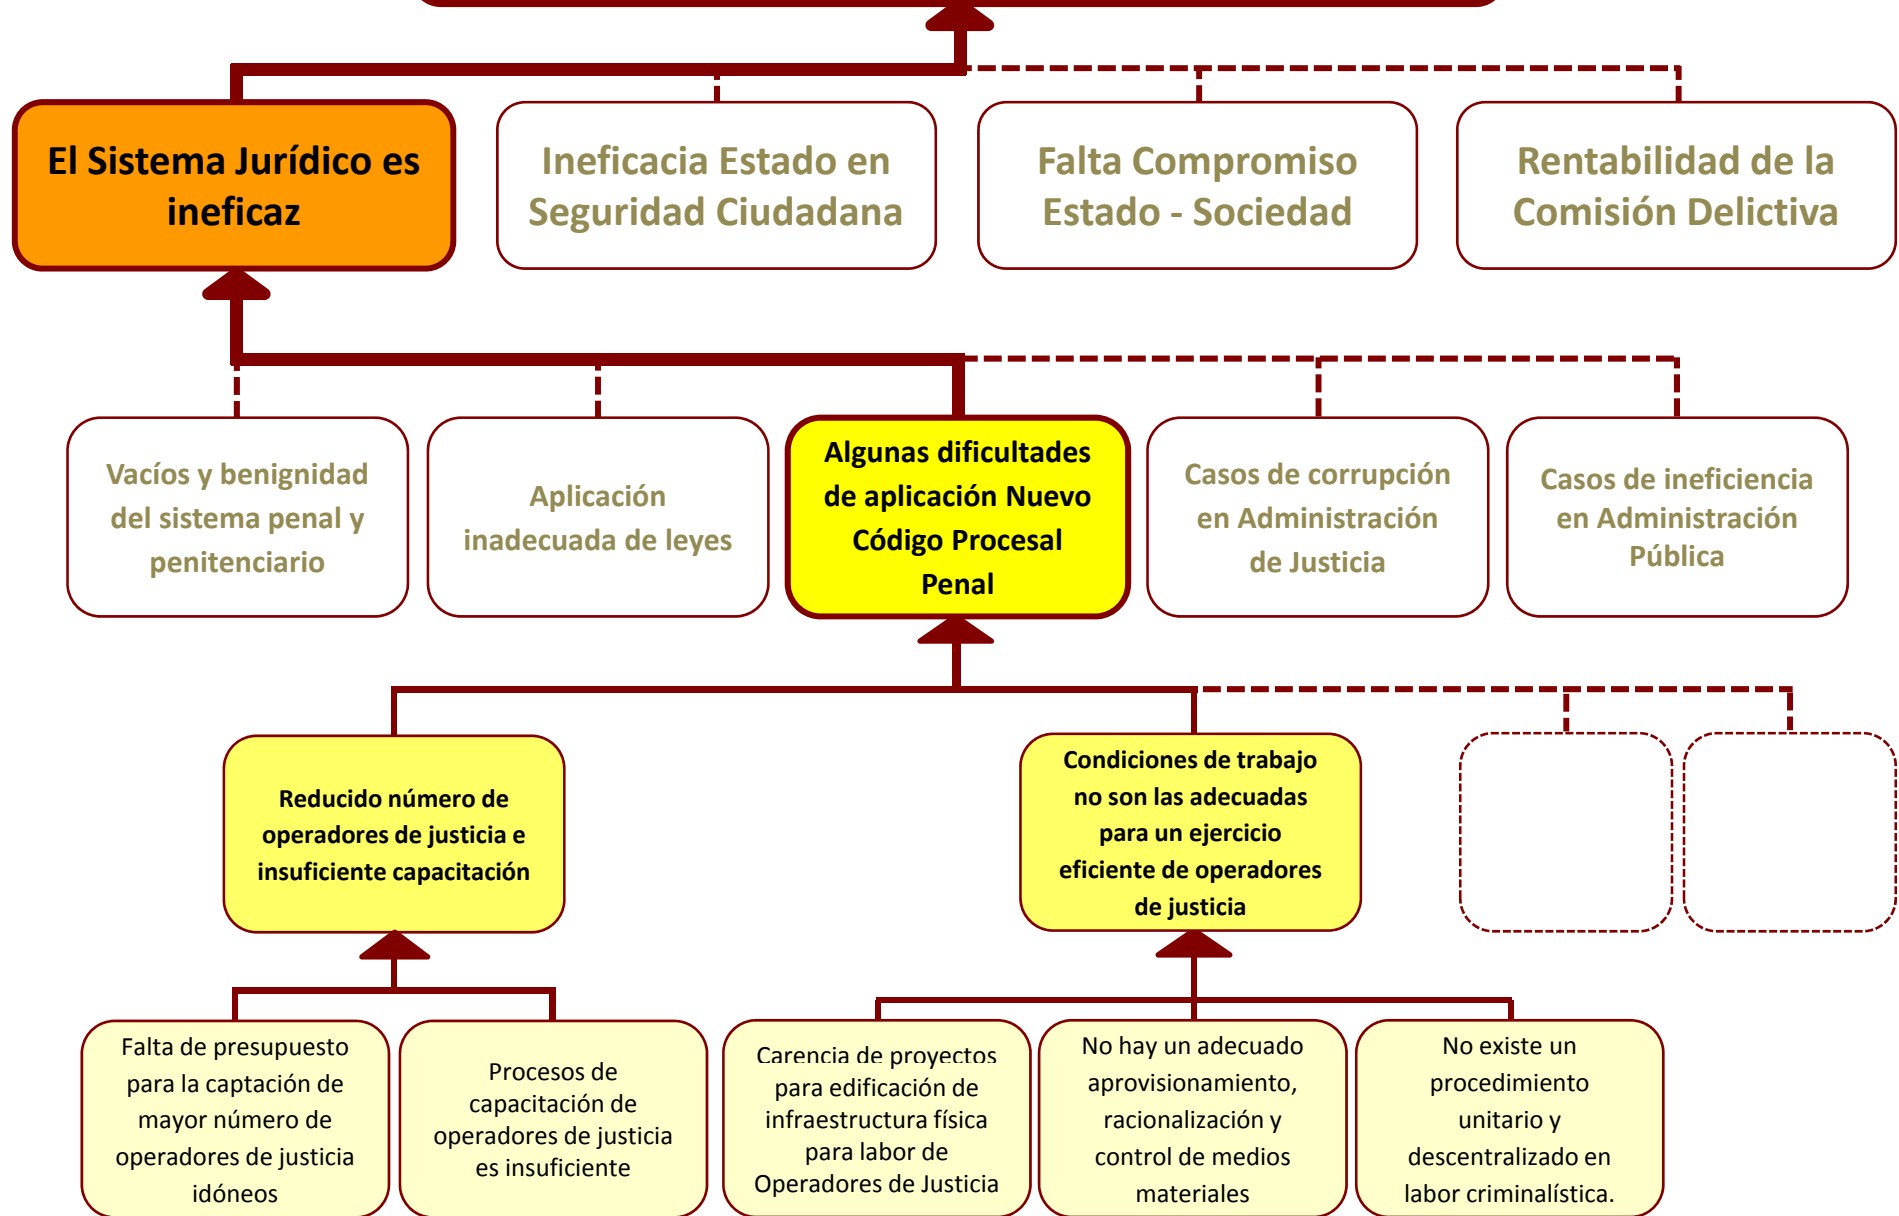 El Sistema Jurídico es
ineficaz
Ineficacia Estado en
Seguridad Ciudadana
Falta Compromiso
Estado - Sociedad
Rentabilidad de la
Comisión Delictiva
Vacíos y benignidad
del sistema penal y
penitenciario
Aplicación
inadecuada de leyes
Algunas dificultades
de aplicación Nuevo
Código Procesal
Penal
Casos de corrupción
en Administración
de Justicia
Casos de ineficiencia
en Administración
Pública
Reducido número de
operadores de justicia e
insuficiente capacitación
Condiciones de trabajo
no son las adecuadas
para un ejercicio
eficiente de operadores
de justicia
Falta de presupuesto
para la captación de
mayor número de
operadores de justicia
idóneos
Procesos de
capacitación de
operadores de justicia
es insuficiente
Carencia de proyectos
para edificación de
infraestructura física
para labor de
Operadores de Justicia
No hay un adecuado
aprovisionamiento,
racionalización y
control de medios
materiales
No existe un
procedimiento
unitario y
descentralizado en
labor criminalística.